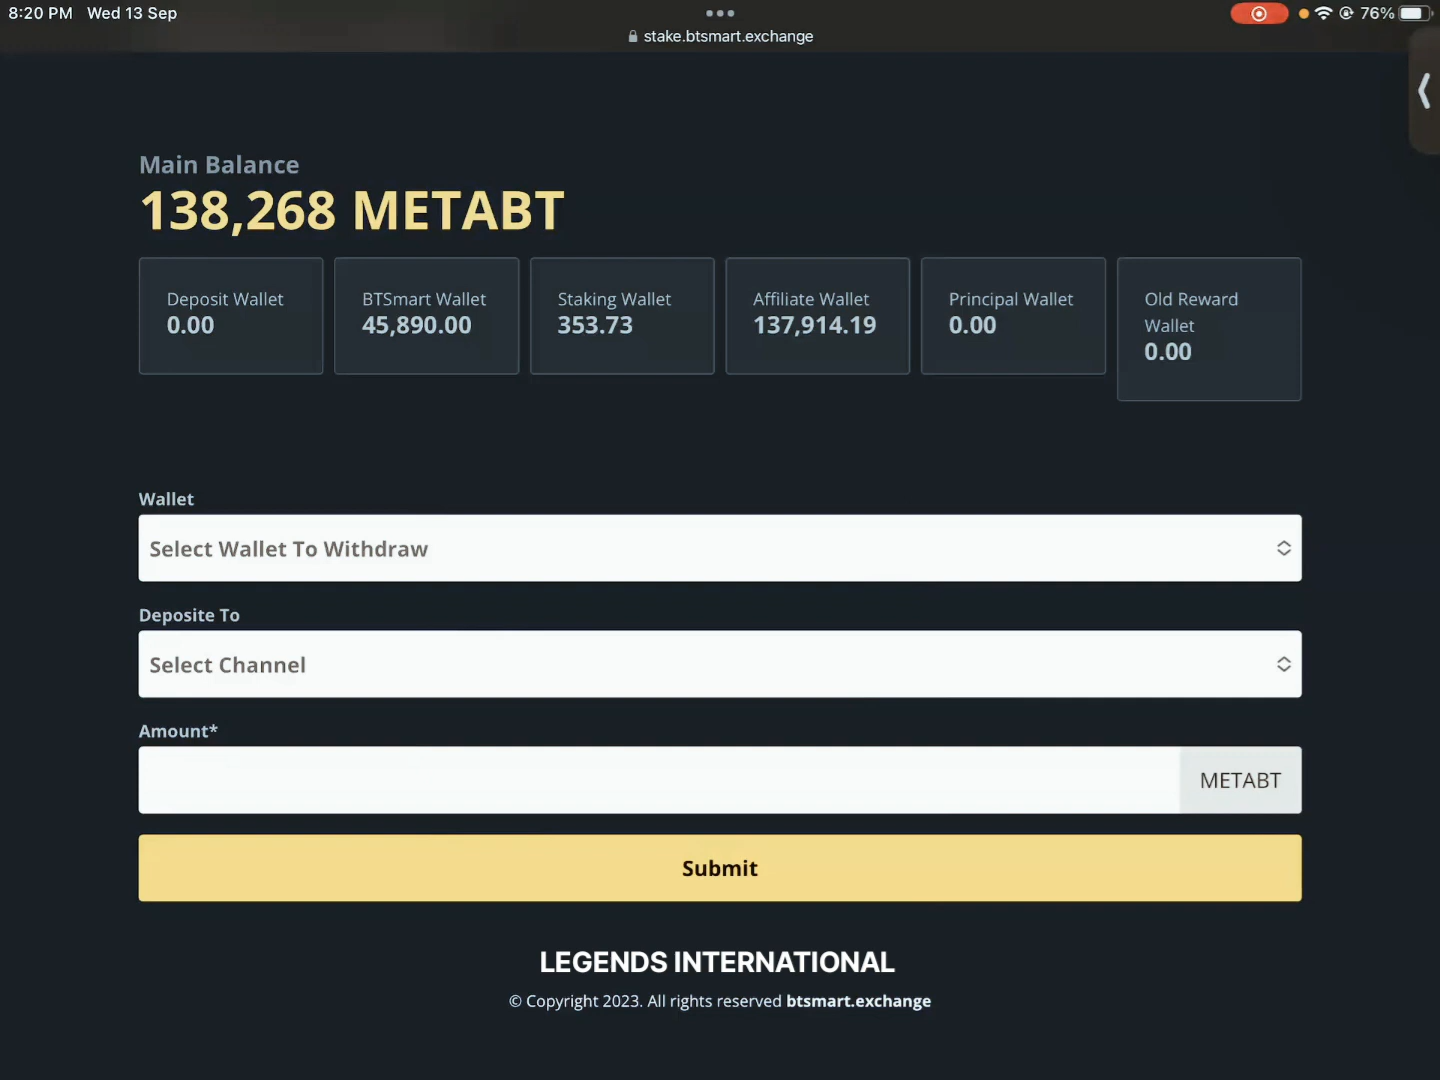 8:20 PM Wed 13 Sep
76%
stake.btsmart.exchange
Main Balance
138,268 METABT
Deposit Wallet
0.00
BTSmart Wallet
45,890.00
Staking Wallet
353.73
Affiliate Wallet
137,914.19
Principal Wallet
0.00
Old Reward
Wallet
0.00
Wallet
Select Wallet To Withdraw
Deposite To
Select Channel
Amount*
METABT
Submit
LEGENDS INTERNATIONAL
© Copyright 2023. All rights reserved btsmart.exchange